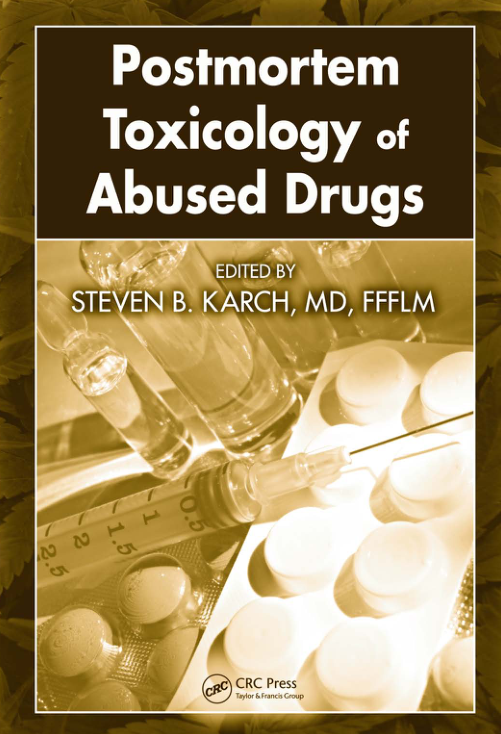 Postmortem
Toxicology of
Abused Drugs
EDITED BY
STEVEN B. KARCH, MD, FFFLM
0.5
1
1.5
2
2.5
CRC
CRC Press
Taylor & Francis Group